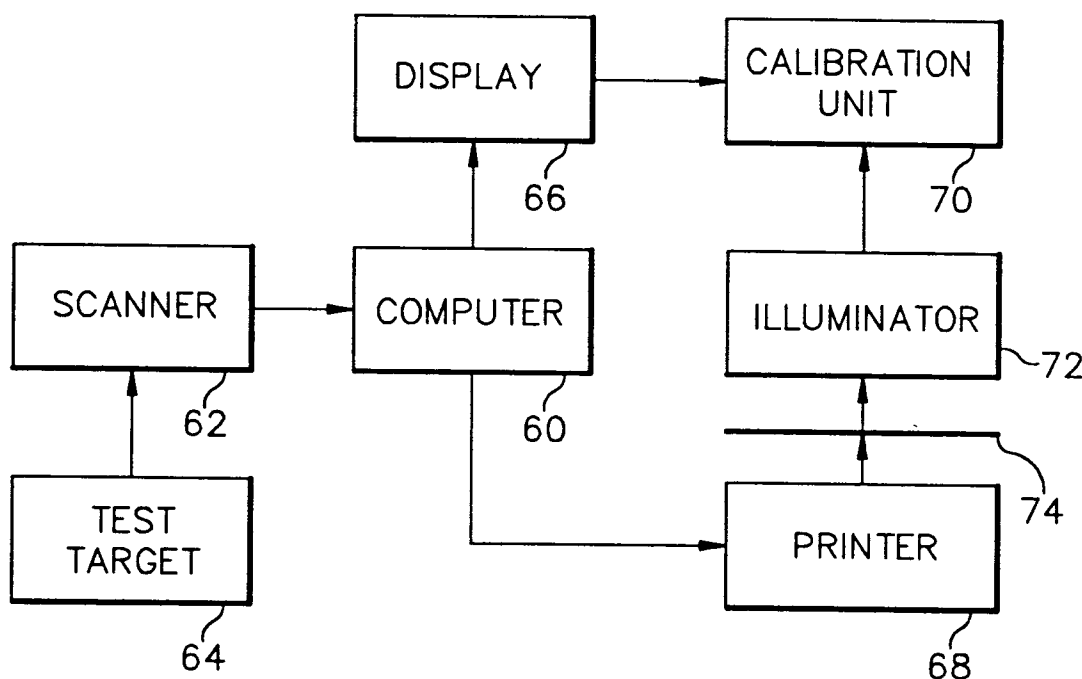 DISPLAY
66
CALIBRATION
UNIT
70
SCANNER
62
COMPUTER
60
ILLUMINATOR
72
74
TEST
TARGET
64
PRINTER
68